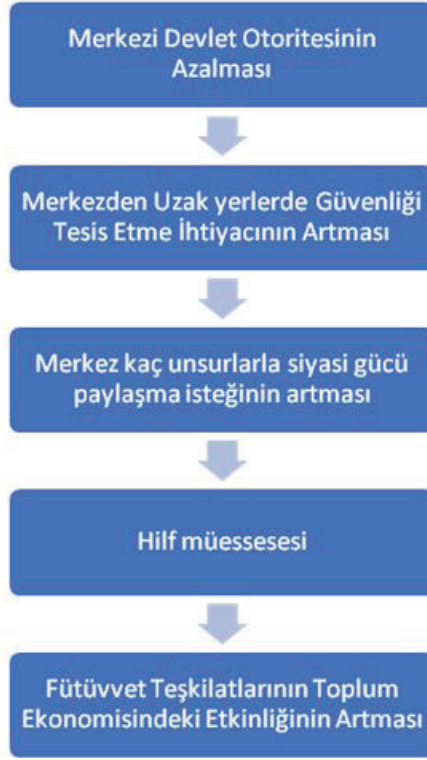 Merkezi Devlet Otoritesinin
Azalması
Merkezden Uzak yerlerde Güvenliği
Tesis Etme İhtiyacının Artması
Merkez kaç unsurlarla siyasi gücü
paylaşma isteğinin artması
Hilf müessesesi
Fütüvvet Teşkilatlarının Toplum
Ekonomisindeki Etkinliğinin Artması